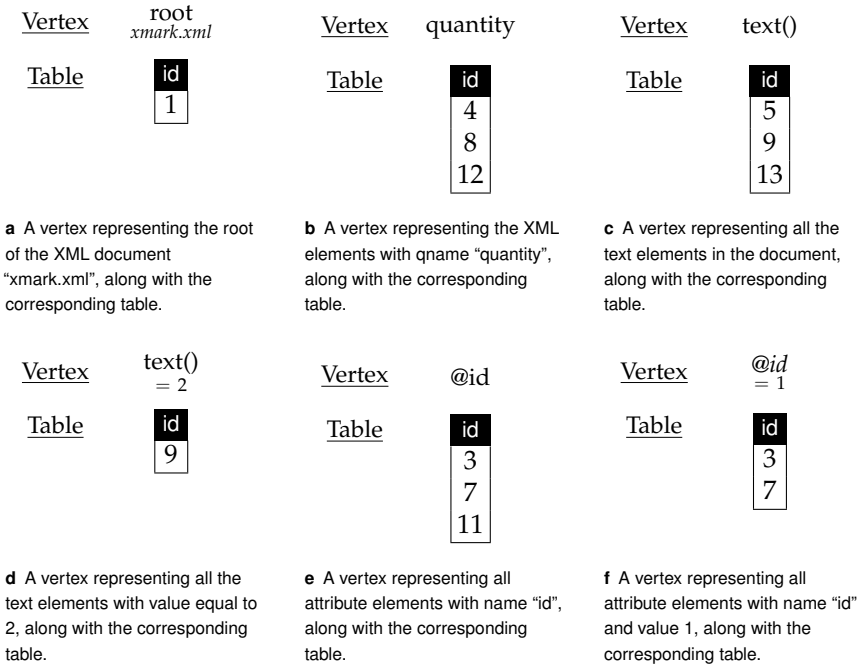 Vertex
root
xmark.xml
Table
id
1
a A vertex representing the root
of the XML document
“xmark.xml”, along with the
corresponding table.
Vertex
quantity
Table
id
4
8
12
b A vertex representing the XML
elements with qname “quantity”,
along with the corresponding
table.
Vertex
text()
Table
id
5
9
13
c A vertex representing all the
text elements in the document,
along with the corresponding
table.
Vertex
text()
= 2
Table
id
9
d A vertex representing all the
text elements with value equal to
2, along with the corresponding
table.
Vertex
@id
Table
id
3
7
11
e A vertex representing all
attribute elements with name “id”,
along with the corresponding
table.
Vertex
@id
= 1
Table
id
3
7
f A vertex representing all
attribute elements with name “id”
and value 1, along with the
corresponding table.